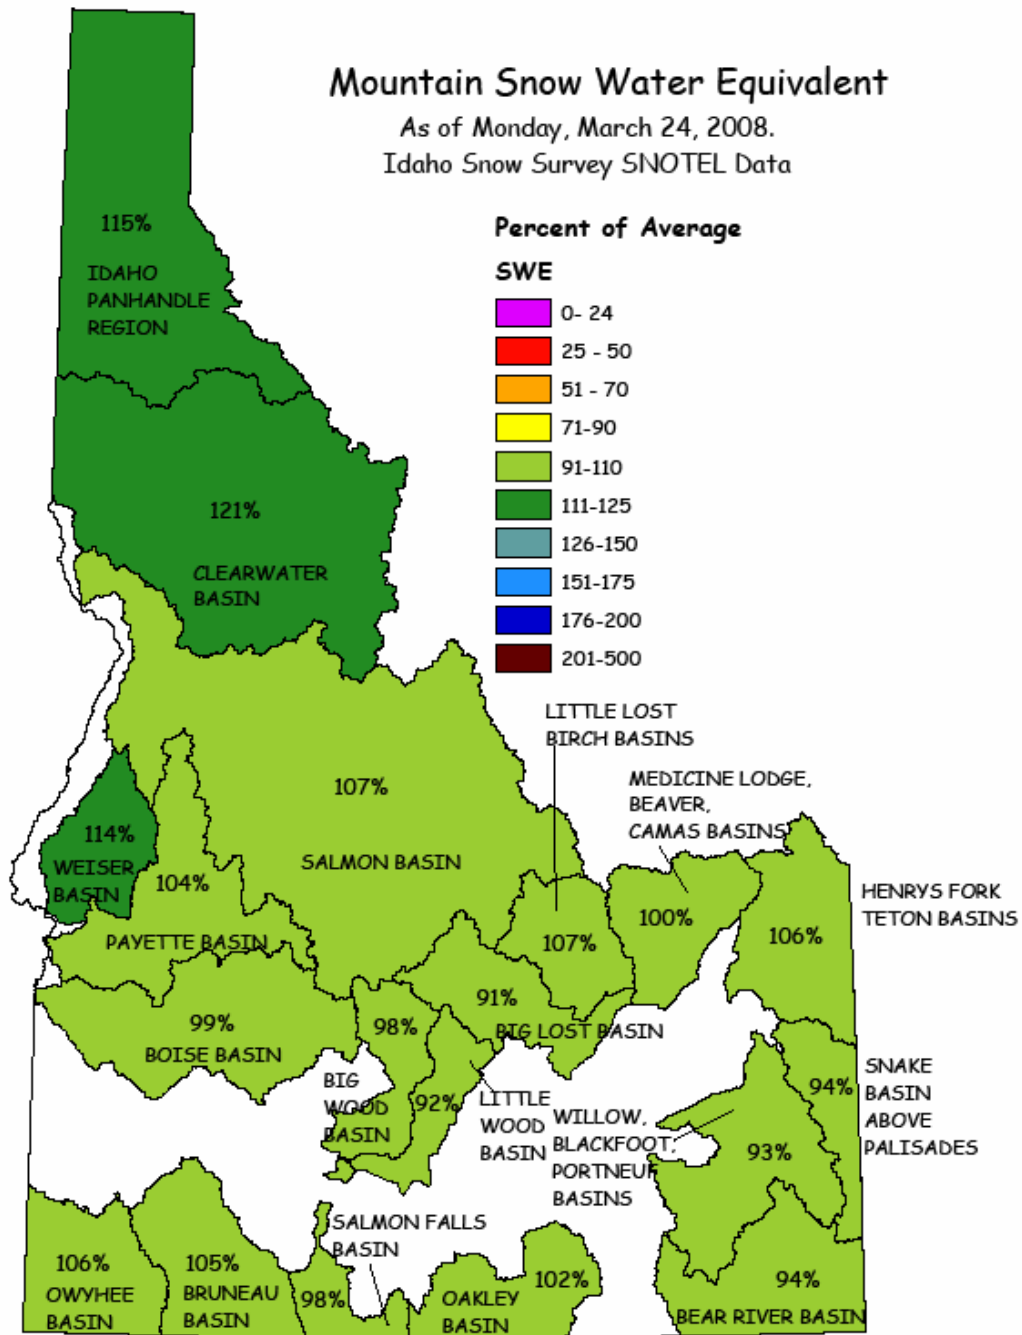 Mountain Snow Water Equivalent
As of Monday, March 24, 2008.
Idaho Snow Survey SNOTEL Data
Percent of Average
SWE
0- 24
25 - 50
51 - 70
71-90
91-110
111-125
126-150
151-175
176-200
201-500
115%
IDAHO
PANHANDLE
REGION
121%
CLEARWATER
BASIN
LITTLE LOST
BIRCH BASINS
MEDICINE LODGE,
BEAVER,
CAMAS BASINS
107%
SALMON BASIN
114%
WEISER
BASIN
104%
PAYETTE BASIN
HENRYS FORK
TETON BASINS
100%
106%
107%
91%
BIG LOST BASIN
99%
BOISE BASIN
98%
BIG
WOOD
BASIN
92%
LITTLE
WOOD
BASIN
WILLOW,
BLACKFOOT,
PORTNEUF
BASINS
94%
SNAKE
BASIN
ABOVE
PALISADES
93%
SALMON FALLS
BASIN
106%
OWYHEE
BASIN
105%
BRUNEAU
BASIN
98%
OAKLEY
BASIN
102%
94%
BEAR RIVER BASIN